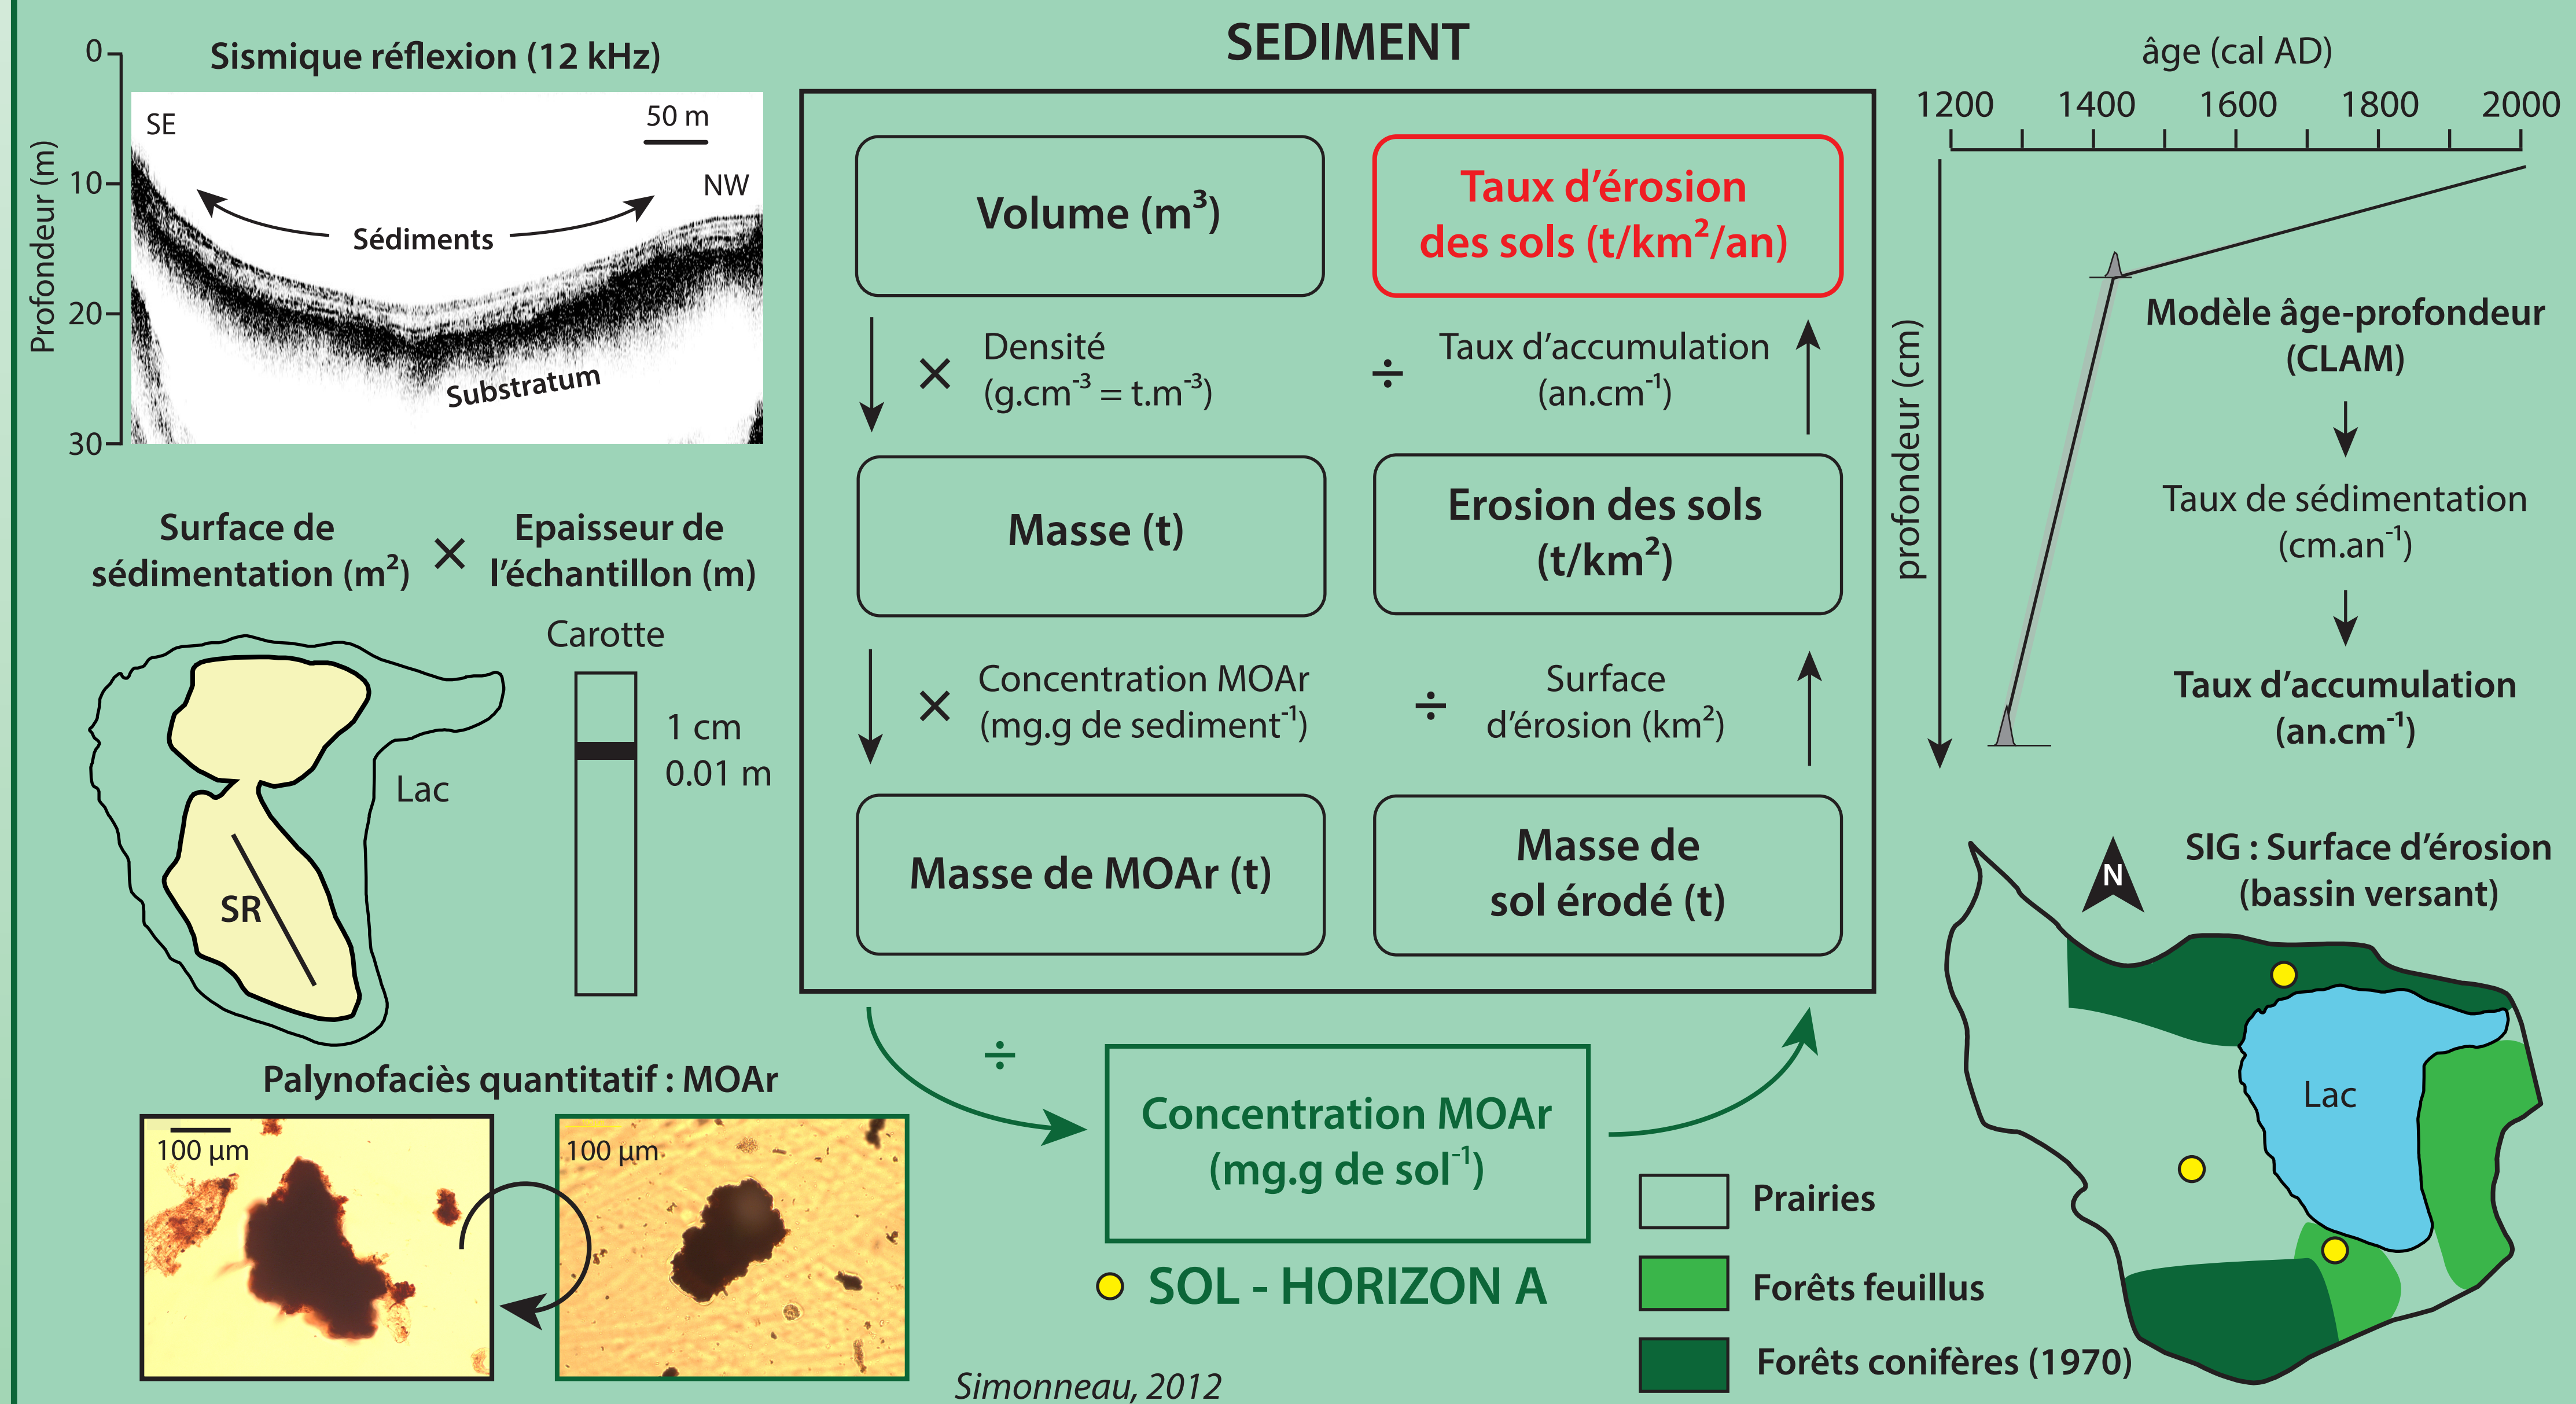 SEDIMENT
Sismique réflexion (12 kHz)
0
10
20
30
Profondeur (m)
SE
50 m
NW
Sédiments
Substratum
Surface de
sédimentation (m²)
×
Epaisseur de
l'échantillon (m)
Carotte
1 cm
0.01 m
Lac
SR
Palynofaciès quantitatif : MOAr
100 µm
100 µm
Volume (m³)
× Densité
(g.cm⁻³ = t.m⁻³)
Masse (t)
× Concentration MOAr
(mg.g de sediment⁻¹)
Masse de MOAr (t)
÷
Concentration MOAr
(mg.g de sol⁻¹)
SOL - HORIZON A
Masse de
sol érodé (t)
÷ Surface
d'érosion (km²)
Erosion des sols
(t/km²)
÷ Taux d'accumulation
(an.cm⁻¹)
Taux d'érosion
des sols (t/km²/an)
âge (cal AD)
1200 1400 1600 1800 2000
profondeur (cm)
Modèle âge-profondeur
(CLAM)
Taux de sédimentation
(cm.an⁻¹)
Taux d'accumulation
(an.cm⁻¹)
SIG : Surface d'érosion
(bassin versant)
N
Lac
Prairies
Forêts feuillus
Forêts conifères (1970)
Simonneau, 2012